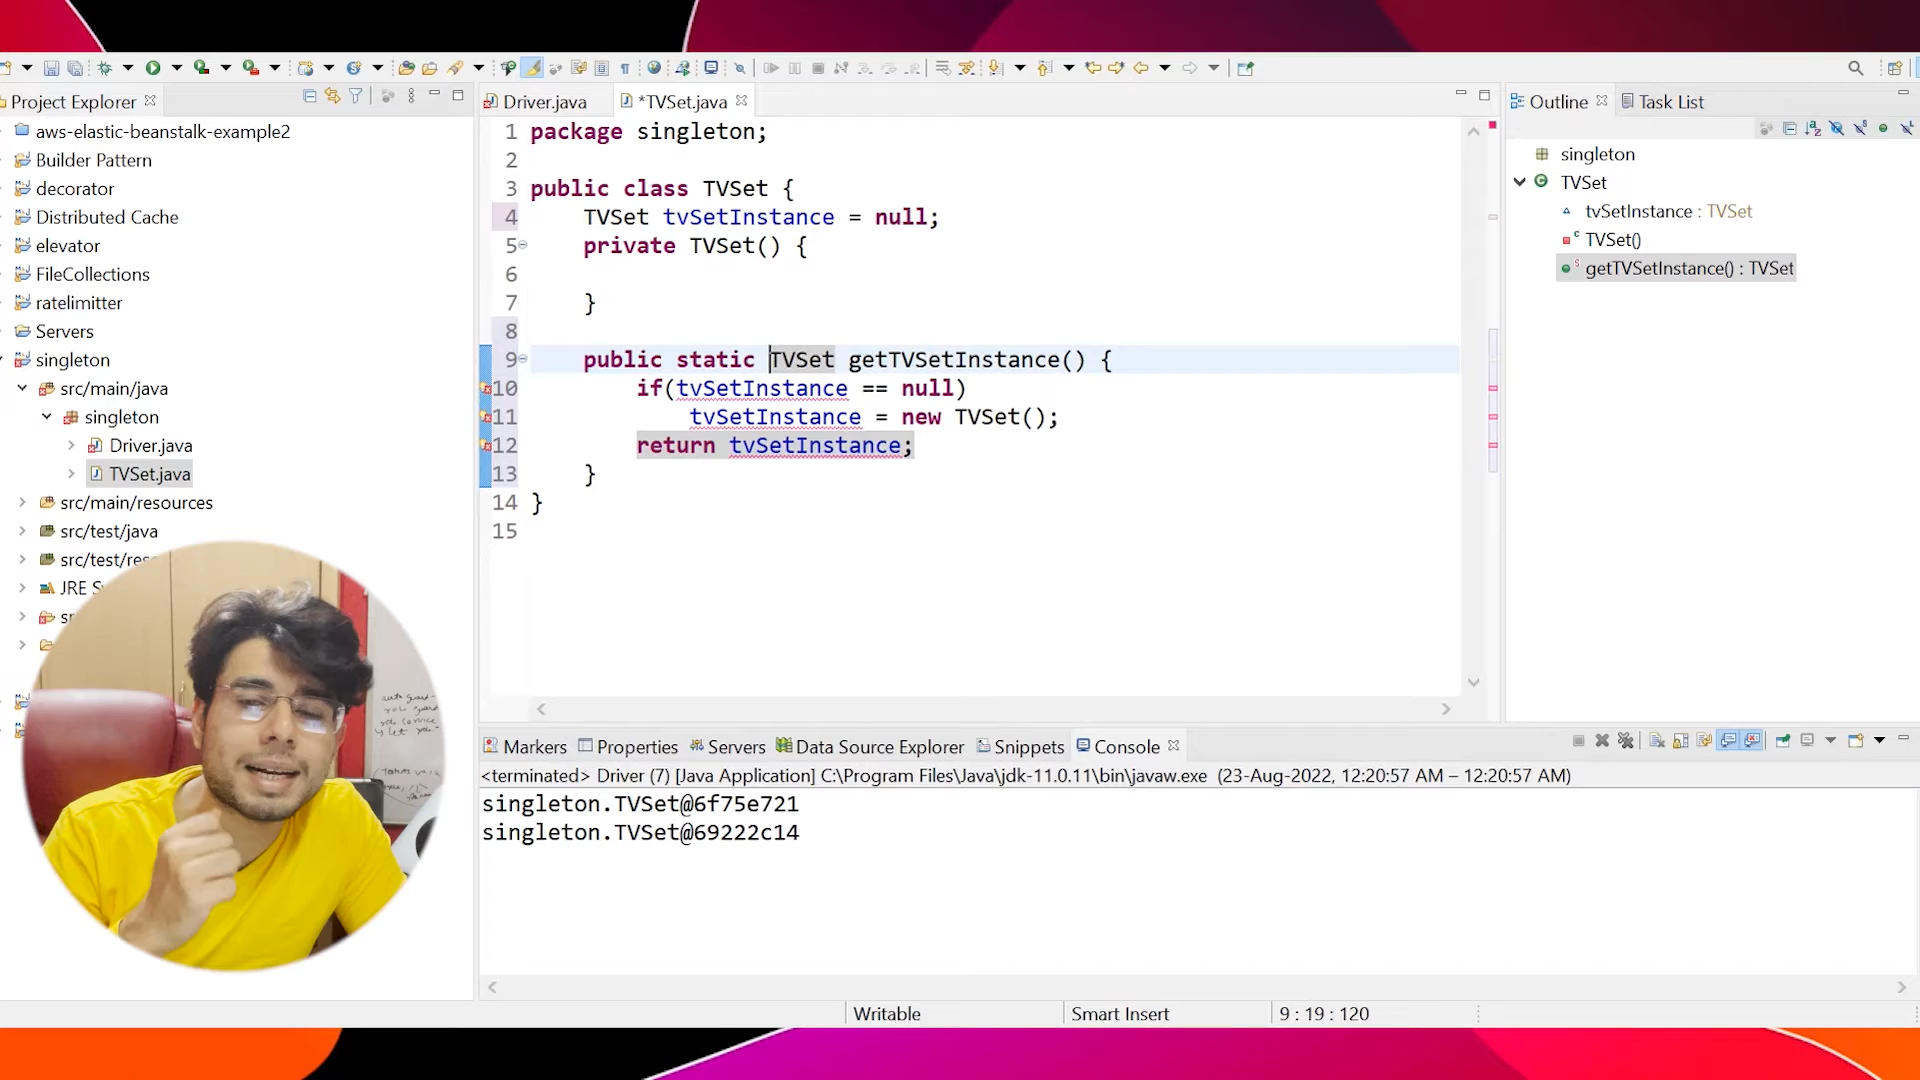 Project Explorer
aws-elastic-beanstalk-example2
Builder Pattern
decorator
Distributed Cache
elevator
FileCollections
ratelimitter
Servers
singleton
src/main/java
singleton
Driver.java
TVSet.java
src/main/resources
src/test/java
src/test/res
JRE S
Driver.java
*TVSet.java
1 package singleton;
2
3 public class TVSet {
4 TVSet tvSetInstance = null;
5 private TVSet() {
6
7 }
8
9 public static TVSet getTVSetInstance() {
10 if(tvSetInstance == null)
11 tvSetInstance = new TVSet();
12 return tvSetInstance;
13 }
14 }
15
Outline Task List
singleton
TVSet
tvSetInstance : TVSet
TVSet()
getTVSetInstance() : TVSet
Markers Properties Servers Data Source Explorer Snippets Console
<terminated> Driver (7) [Java Application] C:\Program Files\Java\jdk-11.0.11\bin\javaw.exe (23-Aug-2022, 12:20:57 AM – 12:20:57 AM)
singleton.TVSet@6f75e721
singleton.TVSet@69222c14
Writable Smart Insert 9 : 19 : 120